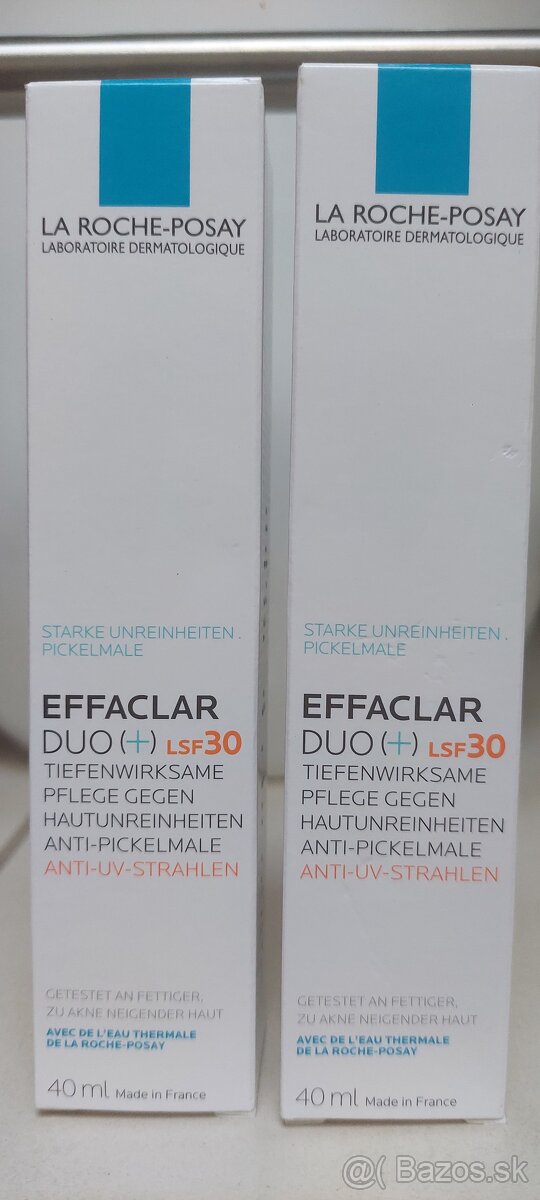 LA ROCHE-POSAY
LABORATOIRE DERMATOLOGIQUE
STARKE UNREINHEITEN.
PICKELMALE
EFFACLAR
DUO(+) LSF30
TIEFENWIRKSAME
PFLEGE GEGEN
HAUTUNREINHEITEN
ANTI-PICKELMALE
ANTI-UV-STRAHLEN
GETESTET AN FETTIGER,
ZU AKNE NEIGENDER HAUT
AVEC DE L'EAU THERMALE
DE LA ROCHE-POSAY
40 ml Made in France
LA ROCHE-POSAY
LABORATOIRE DERMATOLOGIQUE
STARKE UNREINHEITEN.
PICKELMALE
EFFACLAR
DUO(+) LSF30
TIEFENWIRKSAME
PFLEGE GEGEN
HAUTUNREINHEITEN
ANTI-PICKELMALE
ANTI-UV-STRAHLEN
GETESTET AN FETTIGER,
ZU AKNE NEIGENDER HAUT
AVEC DE L'EAU THERMALE
DE LA ROCHE-POSAY
40 ml Made in France
@( Bazos.sk